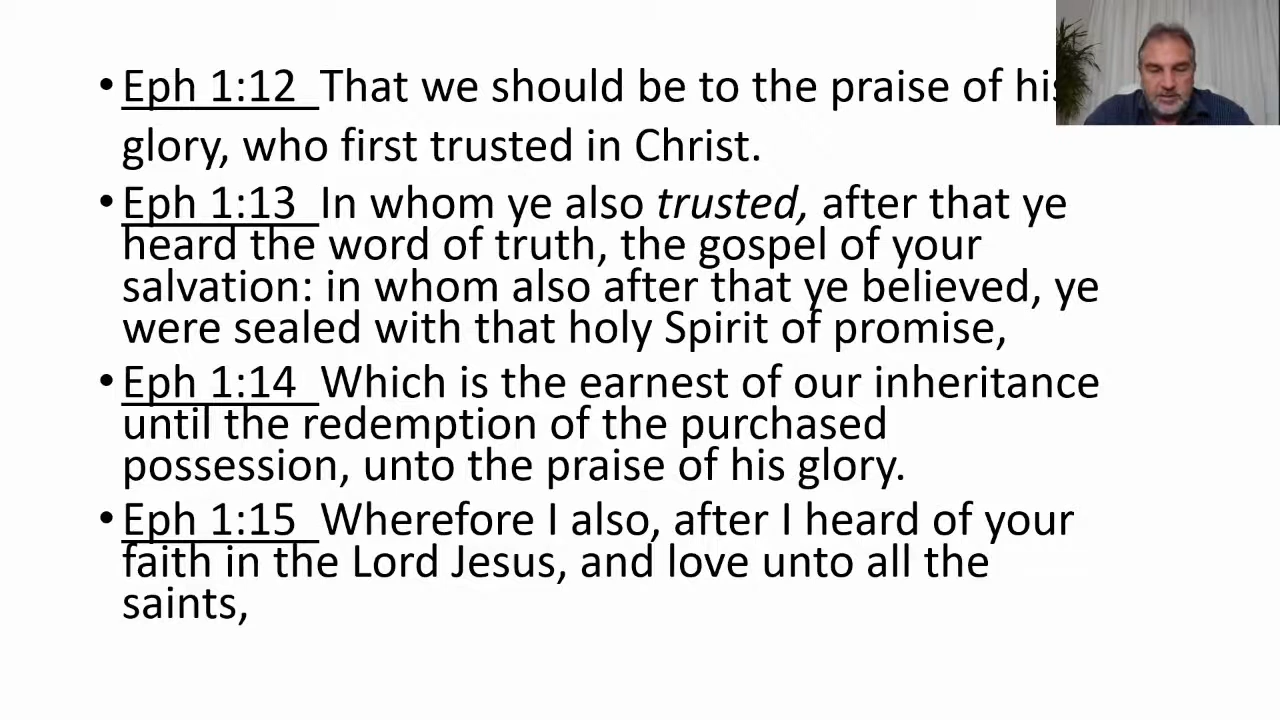 • Eph 1:12 That we should be to the praise of his
glory, who first trusted in Christ.
• Eph 1:13 In whom ye also trusted, after that ye
heard the word of truth, the gospel of your
salvation: in whom also after that ye believed, ye
were sealed with that holy Spirit of promise,
• Eph 1:14 Which is the earnest of our inheritance
until the redemption of the purchased
possession, unto the praise of his glory.
• Eph 1:15 Wherefore I also, after I heard of your
faith in the Lord Jesus, and love unto all the
saints,